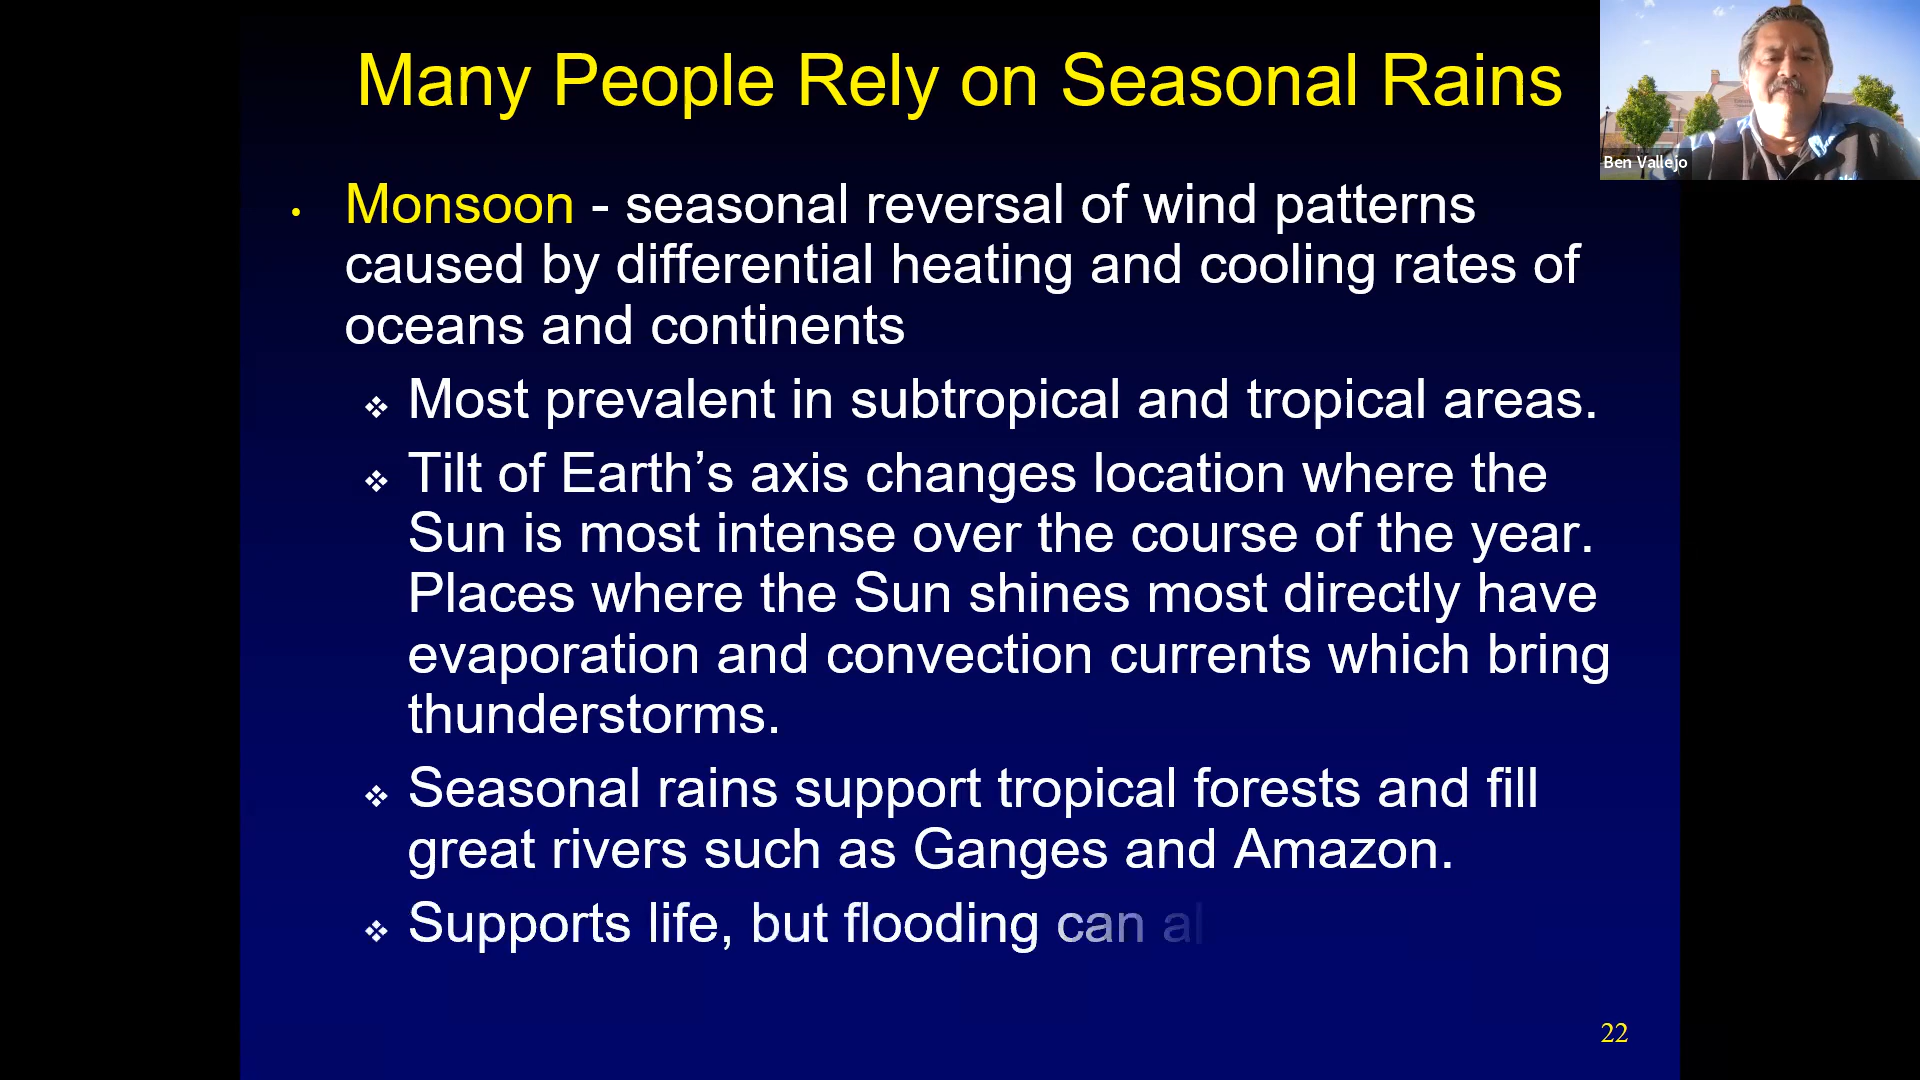 Many People Rely on Seasonal Rains
Ben Vallejo
• Monsoon - seasonal reversal of wind patterns
caused by differential heating and cooling rates of
oceans and continents
❖ Most prevalent in subtropical and tropical areas.
❖ Tilt of Earth’s axis changes location where the
Sun is most intense over the course of the year.
Places where the Sun shines most directly have
evaporation and convection currents which bring
thunderstorms.
❖ Seasonal rains support tropical forests and fill
great rivers such as Ganges and Amazon.
❖ Supports life, but flooding can al
22